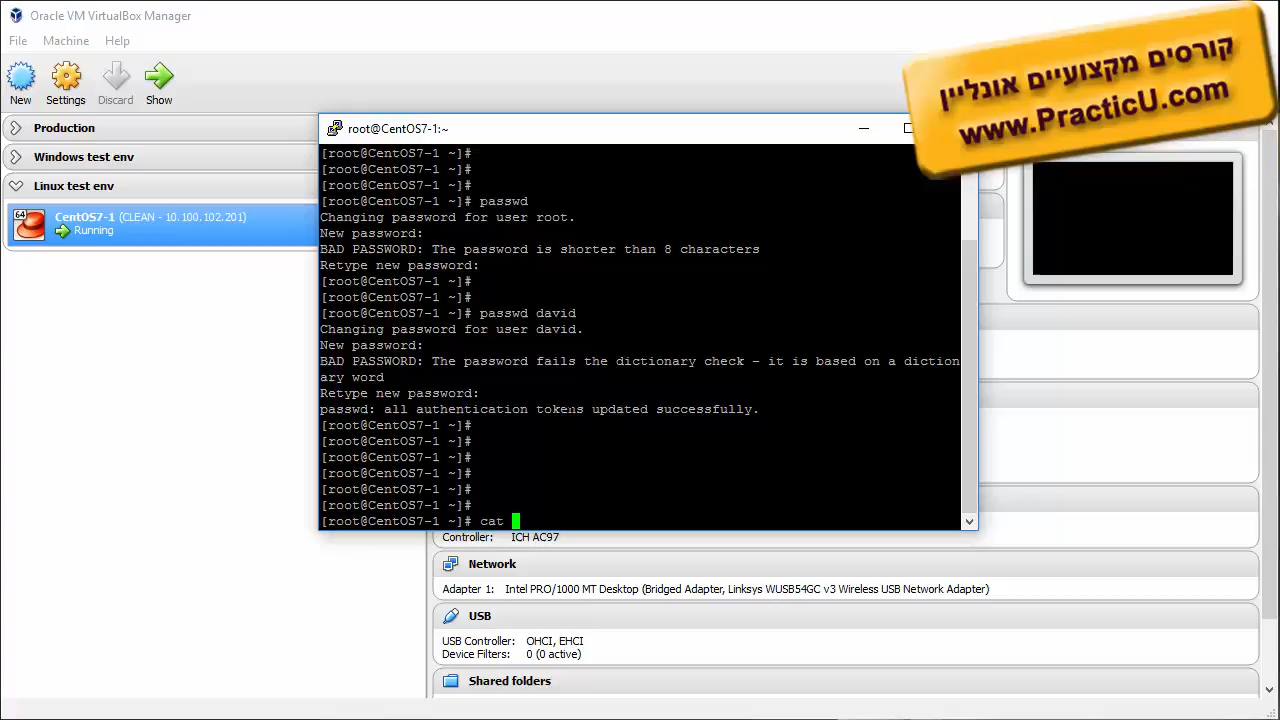 Oracle VM VirtualBox Manager
File Machine Help
New Settings Discard Show
קורסים מקצועיים אונליין
www.PracticU.com
Production
Windows test env
Linux test env
64
CentOS7-1 (CLEAN - 10.100.102.201)
Running
root@CentOS7-1:~
[root@CentOS7-1 ~]#
[root@CentOS7-1 ~]#
[root@CentOS7-1 ~]#
[root@CentOS7-1 ~]# passwd
Changing password for user root.
New password:
BAD PASSWORD: The password is shorter than 8 characters
Retype new password:
[root@CentOS7-1 ~]#
[root@CentOS7-1 ~]#
[root@CentOS7-1 ~]# passwd david
Changing password for user david.
New password:
BAD PASSWORD: The password fails the dictionary check - it is based on a diction
ary word
Retype new password:
passwd: all authentication tokens updated successfully.
[root@CentOS7-1 ~]#
[root@CentOS7-1 ~]#
[root@CentOS7-1 ~]#
[root@CentOS7-1 ~]#
[root@CentOS7-1 ~]#
[root@CentOS7-1 ~]#
[root@CentOS7-1 ~]# cat
Controller: ICH AC97
Network
Adapter 1: Intel PRO/1000 MT Desktop (Bridged Adapter, Linksys WUSB54GC v3 Wireless USB Network Adapter)
USB
USB Controller: OHCI, EHCI
Device Filters: 0 (0 active)
Shared folders